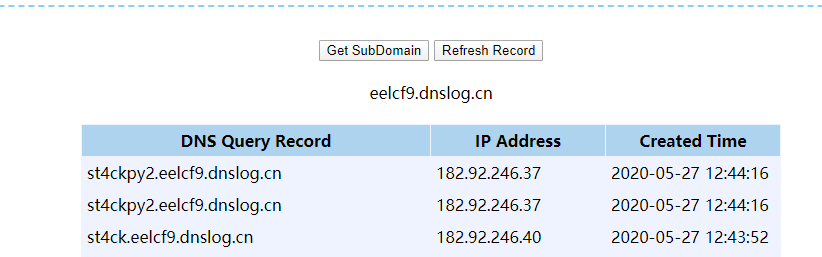 Get SubDomain Refresh Record
eelcf9.dnslog.cn
DNS Query Record IP Address Created Time
st4ckpy2.eelcf9.dnslog.cn 182.92.246.37 2020-05-27 12:44:16
st4ckpy2.eelcf9.dnslog.cn 182.92.246.37 2020-05-27 12:44:16
st4ck.eelcf9.dnslog.cn 182.92.246.40 2020-05-27 12:43:52